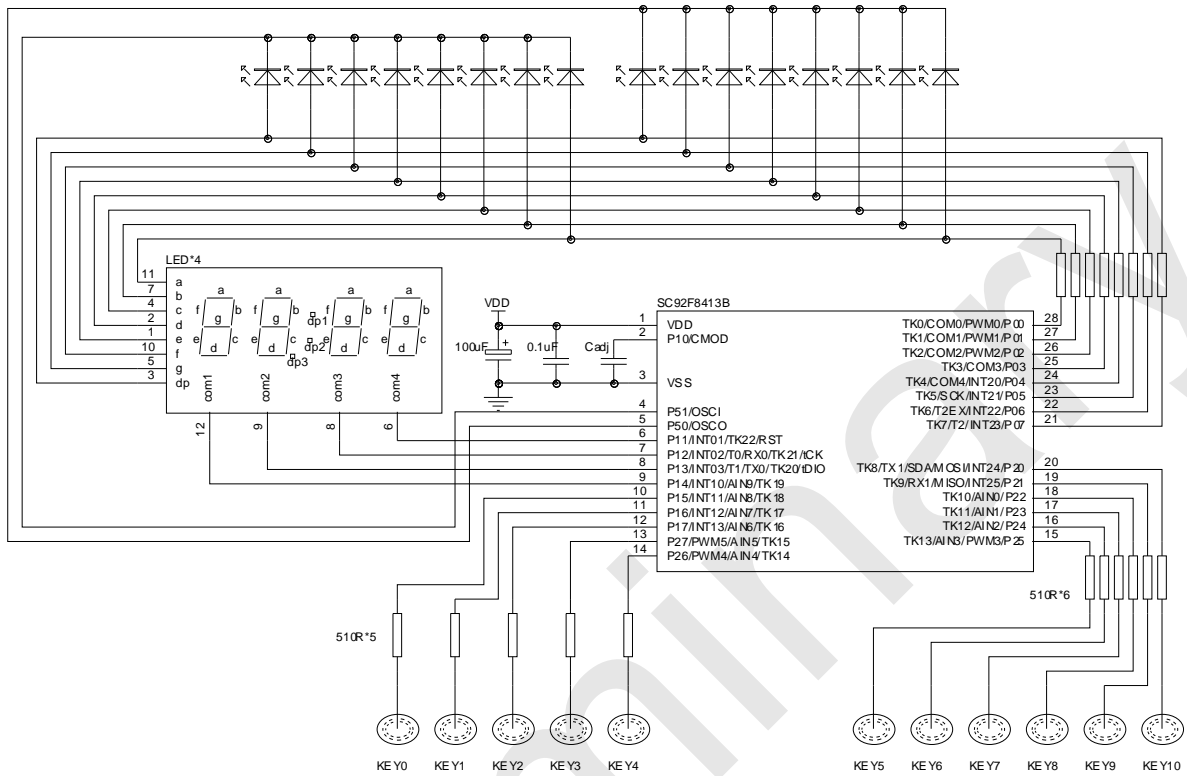 LED*4
11 a
7 b
4 c
2 d
1 e
10 f
5 g
3 dp
a a a a
f b f b f b f b
g g g g
dp1
e c e c dp2 e c e c
d d d d
dp3
com1 com2 com3 com4
12 9 8 6
VDD
100uF
+
0.1uF
Cadj
SC92F8413B
1 VDD
2 P10/CMOD
3 VSS
4 P51/OSCI
5 P50/OSCO
6 P11/INT01/TK22/RST
7 P12/INT02/T0/RX0/TK21/tCK
8 P13/INT03/T1/TX0/TK20/tDIO
9 P14/INT10/AIN9/TK19
10 P15/INT11/AIN8/TK18
11 P16/INT12/AIN7/TK17
12 P17/INT13/AIN6/TK16
13 P27/PWM5/AIN5/TK15
14 P26/PWM4/AIN4/TK14
TK0/COM0/PWM0/P00 28
TK1/COM1/PWM1/P01 27
TK2/COM2/PWM2/P02 26
TK3/COM3/P03 25
TK4/COM4/INT20/P04 24
TK5/SCK/INT21/P05 23
TK6/T2EX/INT22/P06 22
TK7/T2/INT23/P07 21
TK8/TX1/SDA/MOSI/INT24/P20 20
TK9/RX1/MISO/INT25/P21 19
TK10/AIN0/P22 18
TK11/AIN1/P23 17
TK12/AIN2/P24 16
TK13/AIN3/PWM3/P25 15
510R*5
510R*6
KEY0 KEY1 KEY2 KEY3 KEY4 KEY5 KEY6 KEY7 KEY8 KEY9 KEY10
minary